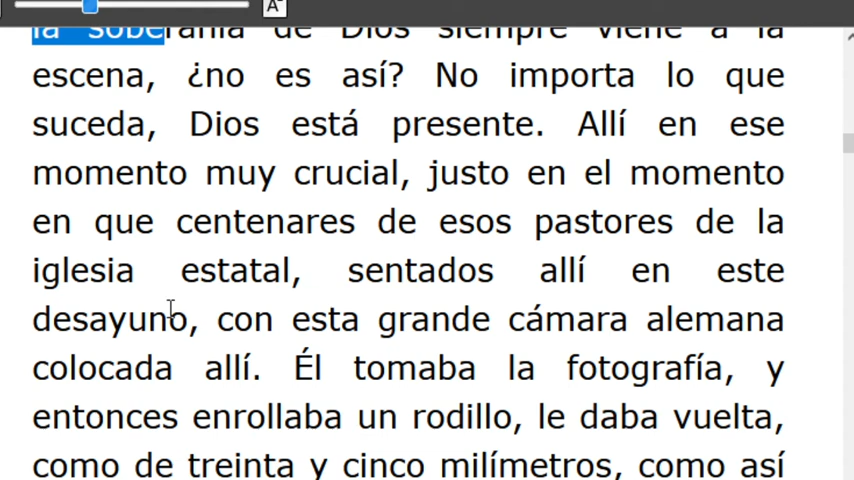 A
la soberanía de Dios siempre viene a la
escena, ¿no es así? No importa lo que
suceda, Dios está presente. Allí en ese
momento muy crucial, justo en el momento
en que centenares de esos pastores de la
iglesia estatal, sentados allí en este
desayuno, con esta grande cámara alemana
colocada allí. Él tomaba la fotografía, y
entonces enrollaba un rodillo, le daba vuelta,
como de treinta y cinco milímetros, como así